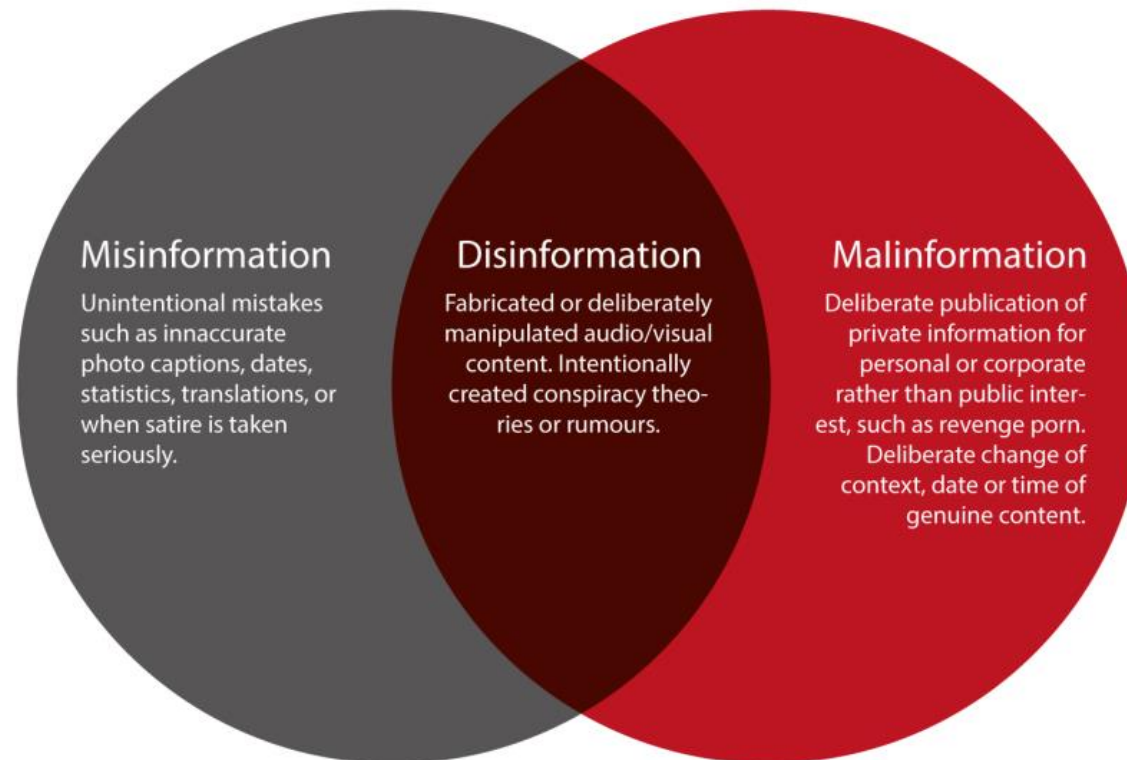 Misinformation
Unintentional mistakes
such as innaccurate
photo captions, dates,
statistics, translations, or
when satire is taken
seriously.
Disinformation
Fabricated or deliberately
manipulated audio/visual
content. Intentionally
created conspiracy theo-
ries or rumours.
Malinformation
Deliberate publication of
private information for
personal or corporate
rather than public inter-
est, such as revenge porn.
Deliberate change of
context, date or time of
genuine content.